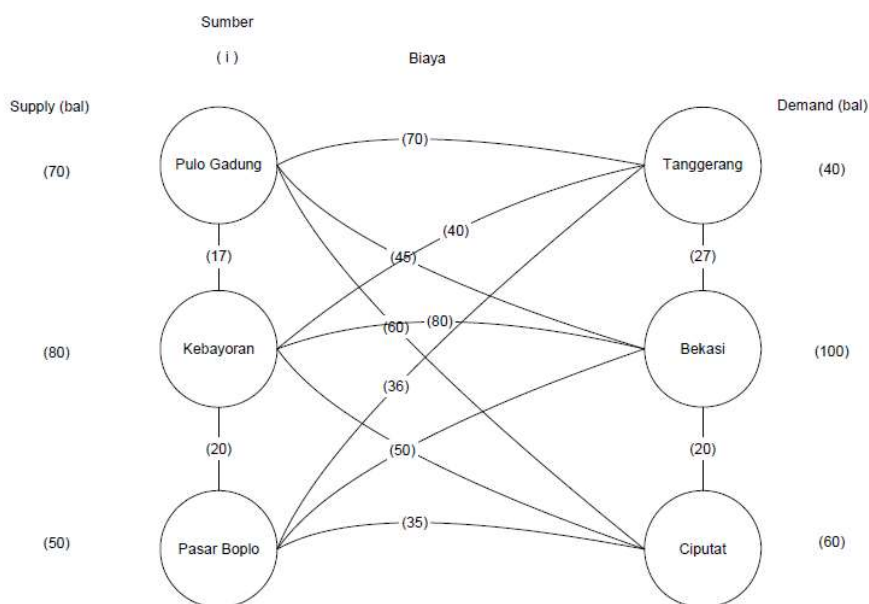 Sumber
( i )
Biaya
Supply (bal)
Demand (bal)
(70)
Pulo Gadung
(70)
Tanggerang
(40)
(40)
(17)
(45)
(27)
(80)
Kebayoran
(60)
(80)
Bekasi
(100)
(36)
(20)
(50)
(20)
(50)
Pasar Boplo
(35)
Ciputat
(60)